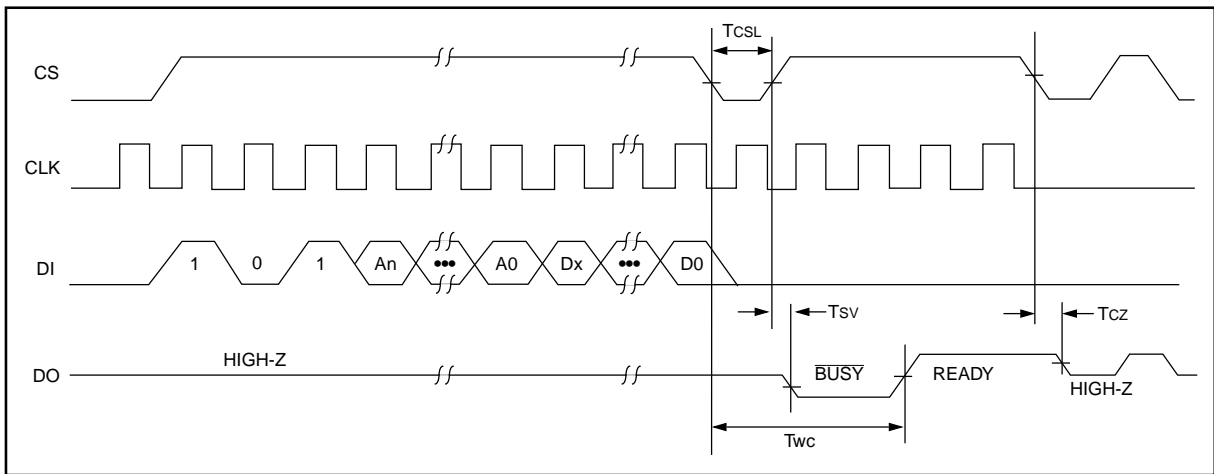 TCSL
CS
CLK
DI
1 0 1 An ••• A0 Dx ••• D0
TSV
TCZ
HIGH-Z
DO
BUSY
READY
HIGH-Z
TWC